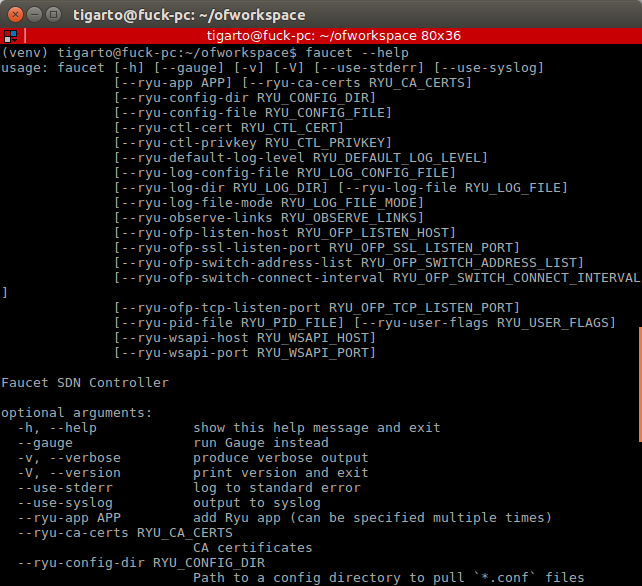 tigarto@fuck-pc: ~/ofworkspace
tigarto@fuck-pc: ~/ofworkspace 80x36
(venv) tigarto@fuck-pc:~/ofworkspace$ faucet --help
usage: faucet [-h] [--gauge] [-v] [-V] [--use-stderr] [--use-syslog]
              [--ryu-app APP] [--ryu-ca-certs RYU_CA_CERTS]
              [--ryu-config-dir RYU_CONFIG_DIR]
              [--ryu-config-file RYU_CONFIG_FILE]
              [--ryu-ctl-cert RYU_CTL_CERT]
              [--ryu-ctl-privkey RYU_CTL_PRIVKEY]
              [--ryu-default-log-level RYU_DEFAULT_LOG_LEVEL]
              [--ryu-log-config-file RYU_LOG_CONFIG_FILE]
              [--ryu-log-dir RYU_LOG_DIR] [--ryu-log-file RYU_LOG_FILE]
              [--ryu-log-file-mode RYU_LOG_FILE_MODE]
              [--ryu-observe-links RYU_OBSERVE_LINKS]
              [--ryu-ofp-listen-host RYU_OFP_LISTEN_HOST]
              [--ryu-ofp-ssl-listen-port RYU_OFP_SSL_LISTEN_PORT]
              [--ryu-ofp-switch-address-list RYU_OFP_SWITCH_ADDRESS_LIST]
              [--ryu-ofp-switch-connect-interval RYU_OFP_SWITCH_CONNECT_INTERVAL
]
              [--ryu-ofp-tcp-listen-port RYU_OFP_TCP_LISTEN_PORT]
              [--ryu-pid-file RYU_PID_FILE] [--ryu-user-flags RYU_USER_FLAGS]
              [--ryu-wsapi-host RYU_WSAPI_HOST]
              [--ryu-wsapi-port RYU_WSAPI_PORT]
Faucet SDN Controller
optional arguments:
  -h, --help            show this help message and exit
  --gauge               run Gauge instead
  -v, --verbose         produce verbose output
  -V, --version         print version and exit
  --use-stderr          log to standard error
  --use-syslog          output to syslog
  --ryu-app APP         add Ryu app (can be specified multiple times)
  --ryu-ca-certs RYU_CA_CERTS
                        CA certificates
  --ryu-config-dir RYU_CONFIG_DIR
                        Path to a config directory to pull `*.conf` files